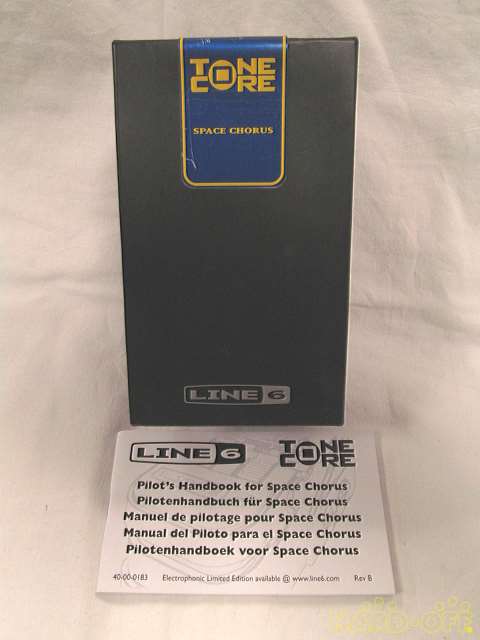 TONE
CORE
SPACE CHORUS
LINE 6
LINE 6
TONE
CORE
Pilot's Handbook for Space Chorus
Pilotenhandbuch für Space Chorus
Manuel de pilotage pour Space Chorus
Manual del Piloto para el Space Chorus
Pilotenhandboek voor Space Chorus
40-00-0183 Electrophonic Limited Edition available @ www.line6.com Rev B
HARD-OFF